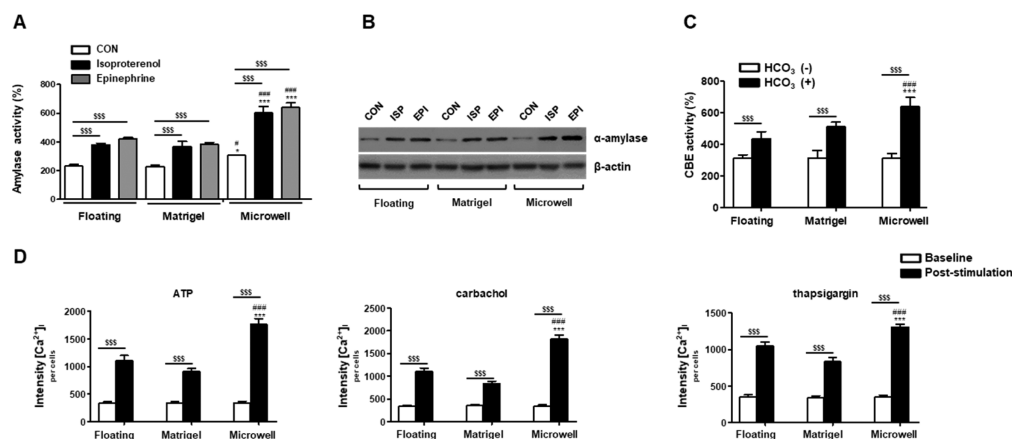 A
CON
Isoproterenol
Epinephrine
Amylase activity (%)
800
600
400
200
0
$$$
$$$
$$$
$$$
$$$
$$$
#
*
###
***
###
***
Floating
Matrigel
Microwell
B
CON ISP EPI CON ISP EPI CON ISP EPI
α-amylase
β-actin
Floating Matrigel Microwell
C
HCO3 (-)
HCO3 (+)
CBE activity (%)
800
600
400
200
0
$$$
$$$
$$$
###
***
Floating Matrigel Microwell
D
Baseline
Post-stimulation
ATP
Intensity [Ca2+]i
per cells
2000
1500
1000
500
0
$$$
$$$
$$$
###
***
Floating Matrigel Microwell
carbachol
Intensity [Ca2+]i
per cells
2500
2000
1500
1000
500
0
$$$
$$$
$$$
###
***
Floating Matrigel Microwell
thapsigargin
Intensity [Ca2+]i
per cells
1500
1000
500
0
$$$
$$$
$$$
###
***
Floating Matrigel Microwell